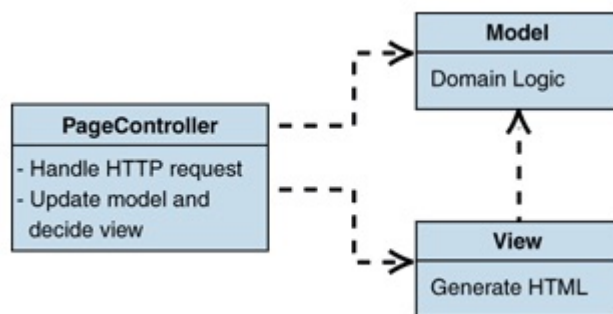 Model
Domain Logic
PageController
- Handle HTTP request
- Update model and
decide view
View
Generate HTML